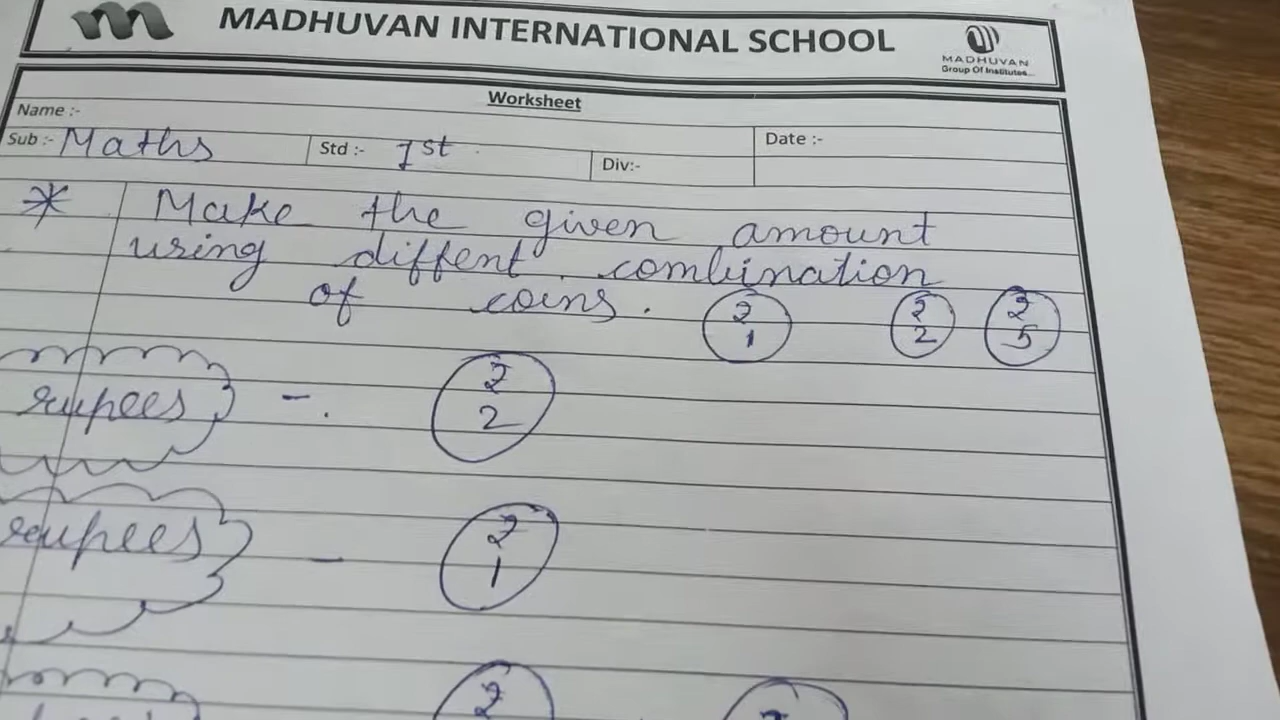 MADHUVAN INTERNATIONAL SCHOOL
MADHUVAN
Group Of Institutes...
Worksheet
Name :-
Sub :- Maths Std :- 1st Div:- Date :-
* Make the given amount
using diffent combination
of coins. ₹1 ₹2 ₹5
rupees - ₹2
rupees - ₹1
₹